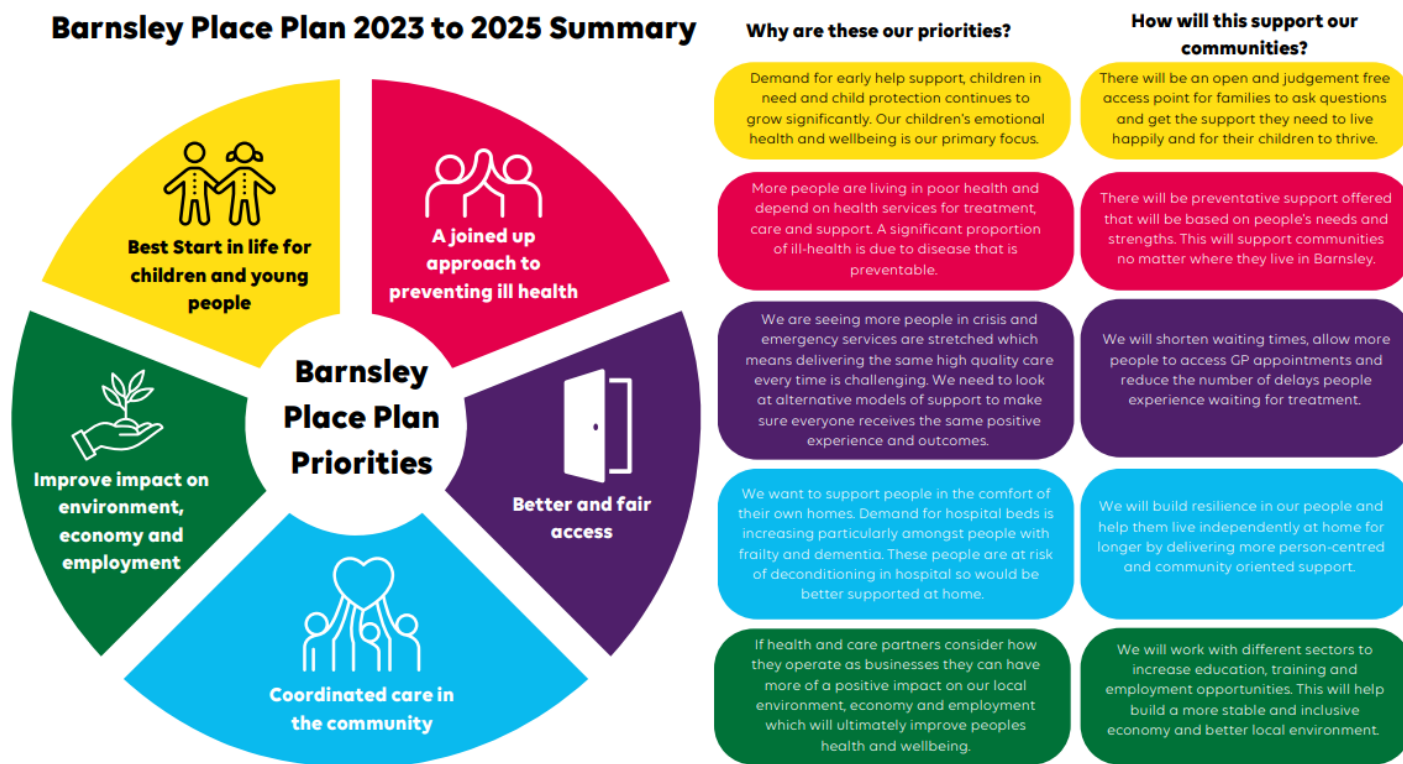 Barnsley Place Plan 2023 to 2025 Summary
Best Start in life for
children and young
people
A joined up
approach to
preventing ill health
Better and fair
access
Coordinated care in
the community
Improve impact on
environment,
economy and
employment
Barnsley
Place Plan
Priorities
Why are these our priorities?
How will this support our
communities?
Demand for early help support, children in
need and child protection continues to
grow significantly. Our children's emotional
health and wellbeing is our primary focus.
There will be an open and judgement free
access point for families to ask questions
and get the support they need to live
happily and for their children to thrive.
More people are living in poor health and
depend on health services for treatment,
care and support. A significant proportion
of ill-health is due to disease that is
preventable.
There will be preventative support offered
that will be based on people's needs and
strengths. This will support communities
no matter where they live in Barnsley.
We are seeing more people in crisis and
emergency services are stretched which
means delivering the same high quality care
every time is challenging. We need to look
at alternative models of support to make
sure everyone receives the same positive
experience and outcomes.
We will shorten waiting times, allow more
people to access GP appointments and
reduce the number of delays people
experience waiting for treatment.
We want to support people in the comfort of
their own homes. Demand for hospital beds is
increasing particularly amongst people with
frailty and dementia. These people are at risk
of deconditioning in hospital so would be
better supported at home.
We will build resilience in our people and
help them live independently at home for
longer by delivering more person-centred
and community oriented support.
If health and care partners consider how
they operate as businesses they can have
more of a positive impact on our local
environment, economy and employment
which will ultimately improve peoples
health and wellbeing.
We will work with different sectors to
increase education, training and
employment opportunities. This will help
build a more stable and inclusive
economy and better local environment.